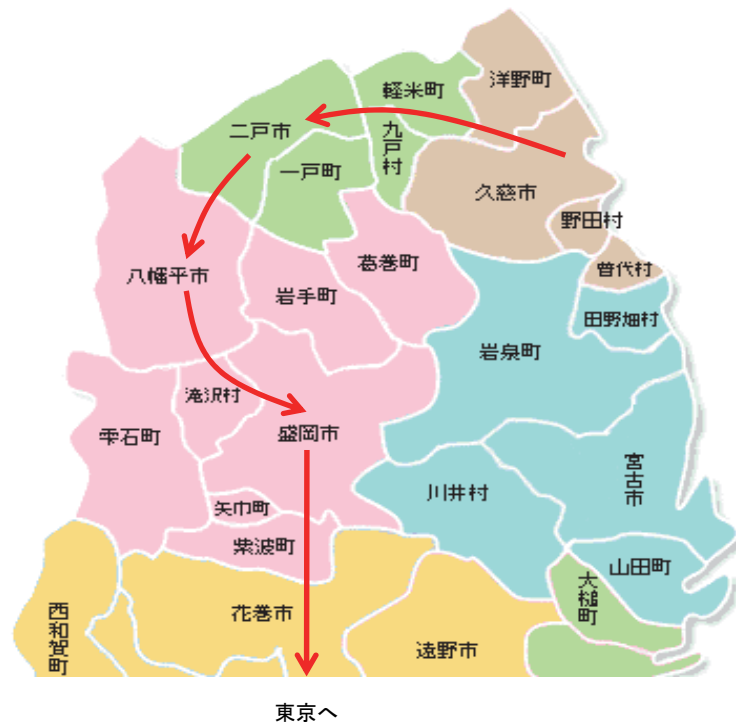 洋野町
軽米町
二戸市
九戸村
一戸町
久慈市
野田村
葛巻町
普代村
八幡平市
岩手町
田野畑村
岩泉町
滝沢村
雫石町
盛岡市
宮古市
川井村
矢巾町
紫波町
山田町
大槌町
花巻市
西和賀町
遠野市
東京へ